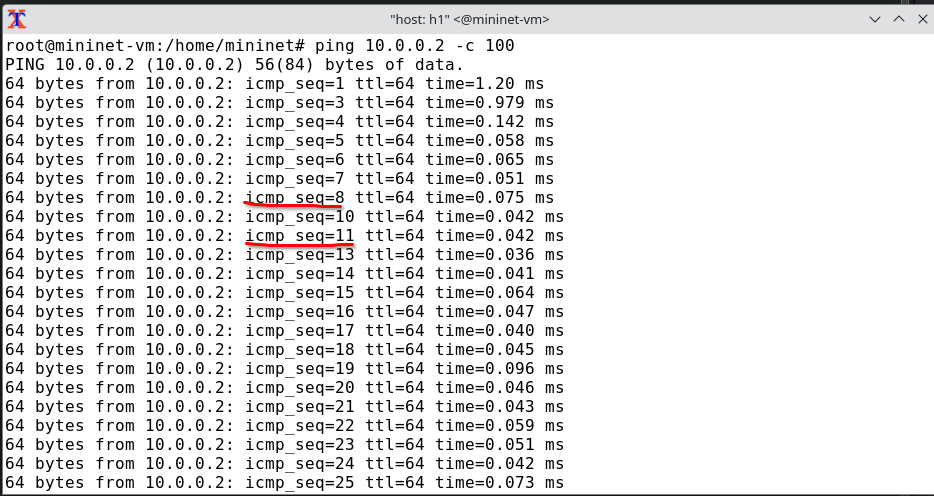 "host: h1" <@mininet-vm>
root@mininet-vm:/home/mininet# ping 10.0.0.2 -c 100
PING 10.0.0.2 (10.0.0.2) 56(84) bytes of data.
64 bytes from 10.0.0.2: icmp_seq=1 ttl=64 time=1.20 ms
64 bytes from 10.0.0.2: icmp_seq=3 ttl=64 time=0.979 ms
64 bytes from 10.0.0.2: icmp_seq=4 ttl=64 time=0.142 ms
64 bytes from 10.0.0.2: icmp_seq=5 ttl=64 time=0.058 ms
64 bytes from 10.0.0.2: icmp_seq=6 ttl=64 time=0.065 ms
64 bytes from 10.0.0.2: icmp_seq=7 ttl=64 time=0.051 ms
64 bytes from 10.0.0.2: icmp_seq=8 ttl=64 time=0.075 ms
64 bytes from 10.0.0.2: icmp_seq=10 ttl=64 time=0.042 ms
64 bytes from 10.0.0.2: icmp_seq=11 ttl=64 time=0.042 ms
64 bytes from 10.0.0.2: icmp_seq=13 ttl=64 time=0.036 ms
64 bytes from 10.0.0.2: icmp_seq=14 ttl=64 time=0.041 ms
64 bytes from 10.0.0.2: icmp_seq=15 ttl=64 time=0.064 ms
64 bytes from 10.0.0.2: icmp_seq=16 ttl=64 time=0.047 ms
64 bytes from 10.0.0.2: icmp_seq=17 ttl=64 time=0.040 ms
64 bytes from 10.0.0.2: icmp_seq=18 ttl=64 time=0.045 ms
64 bytes from 10.0.0.2: icmp_seq=19 ttl=64 time=0.096 ms
64 bytes from 10.0.0.2: icmp_seq=20 ttl=64 time=0.046 ms
64 bytes from 10.0.0.2: icmp_seq=21 ttl=64 time=0.043 ms
64 bytes from 10.0.0.2: icmp_seq=22 ttl=64 time=0.059 ms
64 bytes from 10.0.0.2: icmp_seq=23 ttl=64 time=0.051 ms
64 bytes from 10.0.0.2: icmp_seq=24 ttl=64 time=0.042 ms
64 bytes from 10.0.0.2: icmp_seq=25 ttl=64 time=0.073 ms